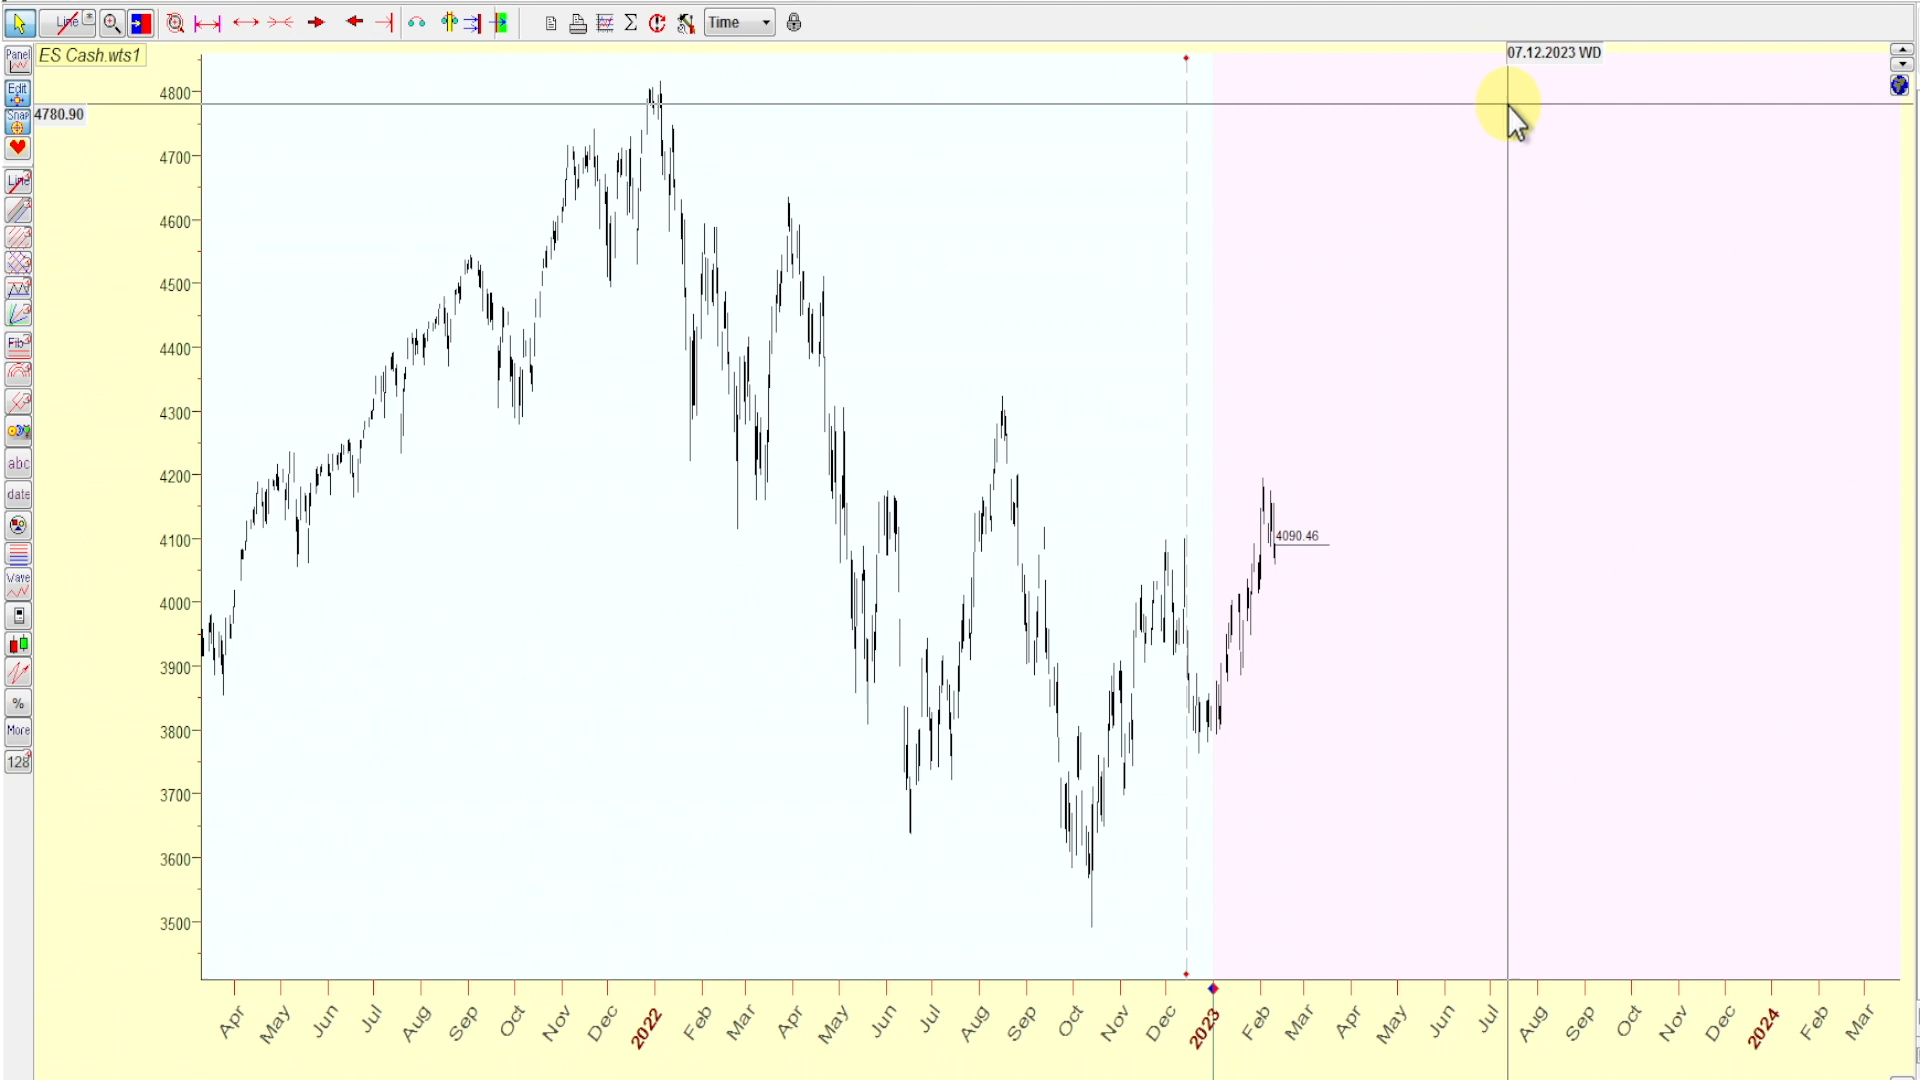 Line
Time
Panel
ES Cash.wts1
07.12.2023 WD
Edit
4800
Snap
4780.90
4700
Line
4600
4500
Fib
4400
4300
abc
4200
date
4100
4090.46
Wave
4000
3900
%
More
3800
128
3700
3600
3500
Apr May Jun Jul Aug Sep Oct Nov Dec 2022 Feb Mar Apr May Jun Jul Aug Sep Oct Nov Dec 2023 Feb Mar Apr May Jun Jul Aug Sep Oct Nov Dec 2024 Feb Mar